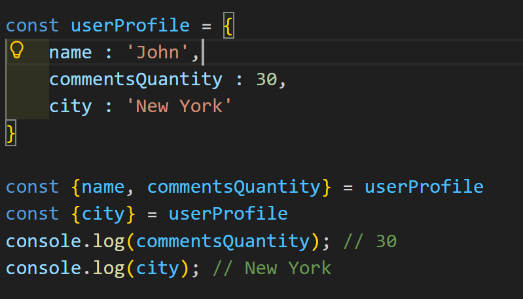 const userProfile = {
name : 'John',
commentsQuantity : 30,
city : 'New York'
}
const {name, commentsQuantity} = userProfile
const {city} = userProfile
console.log(commentsQuantity); // 30
console.log(city); // New York